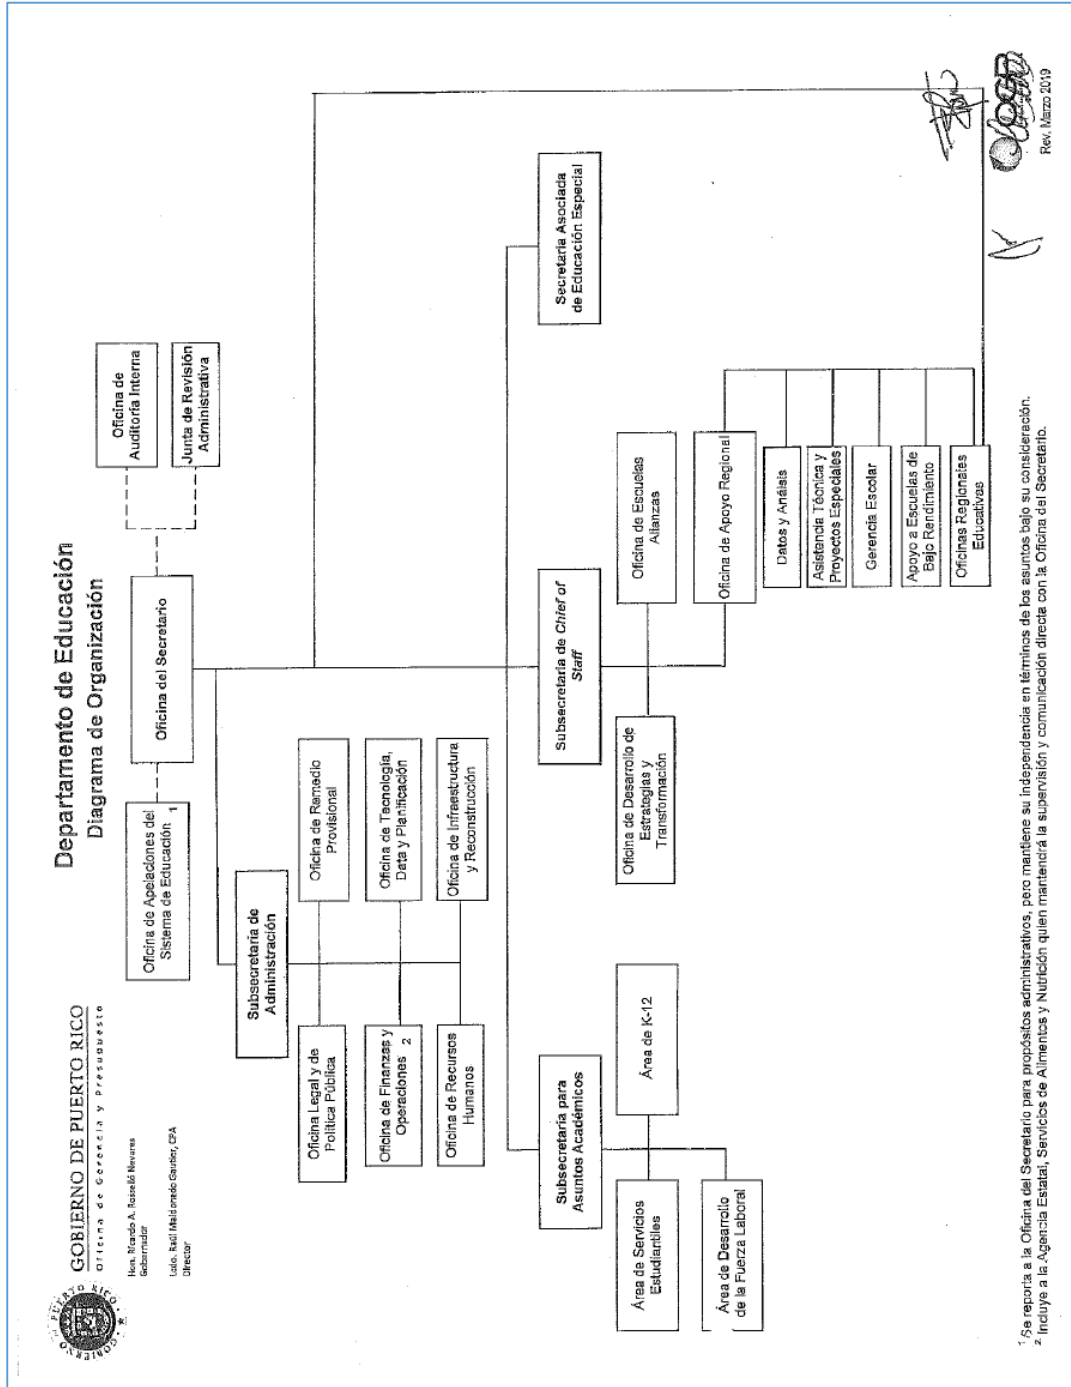 GOBIERNO DE PUERTO RICO
Oficina de Gerencia y Presupuesto
Hon. Ricardo A. Rosselló Nevares
Gobernador
Lcdo. Raúl Maldonado Gautier, CPA
Director
Departamento de Educación
Diagrama de Organización
Oficina de
Auditoría Interna
Junta de Revisión
Administrativa
Oficina del Secretario
Oficina de Apelaciones del
Sistema de Educación 1
Subsecretaria de
Administración
Oficina Legal y de
Política Pública
Oficina de Remedio
Provisional
Oficina de Finanzas y
Operaciones 2
Oficina de Tecnología,
Data y Planificación
Oficina de Recursos
Humanos
Oficina de Infraestructura
y Reconstrucción
Subsecretaria para
Asuntos Académicos
Subsecretaria de Chief of
Staff
Secretaria Asociada
de Educación Especial
Área de Servicios
Estudiantiles
Área de K-12
Área de Desarrollo
de la Fuerza Laboral
Oficina de Desarrollo de
Estrategias y
Transformación
Oficina de Escuelas
Alianzas
Oficina de Apoyo Regional
Datos y Análsis
Asistencia Técnica y
Proyectos Especiales
Gerencia Escolar
Apoyo a Escuelas de
Bajo Rendimiento
Oficinas Regionales
Educativas
1 Se reporta a la Oficina del Secretario para propósitos administrativos, pero mantiene su independencia en términos de los asuntos bajo su consideración.
2 Incluye a la Agencia Estatal, Servicios de Alimentos y Nutrición quien mantendrá la supervisión y comunicación directa con la Oficina del Secretario.
Rev. Marzo 2019